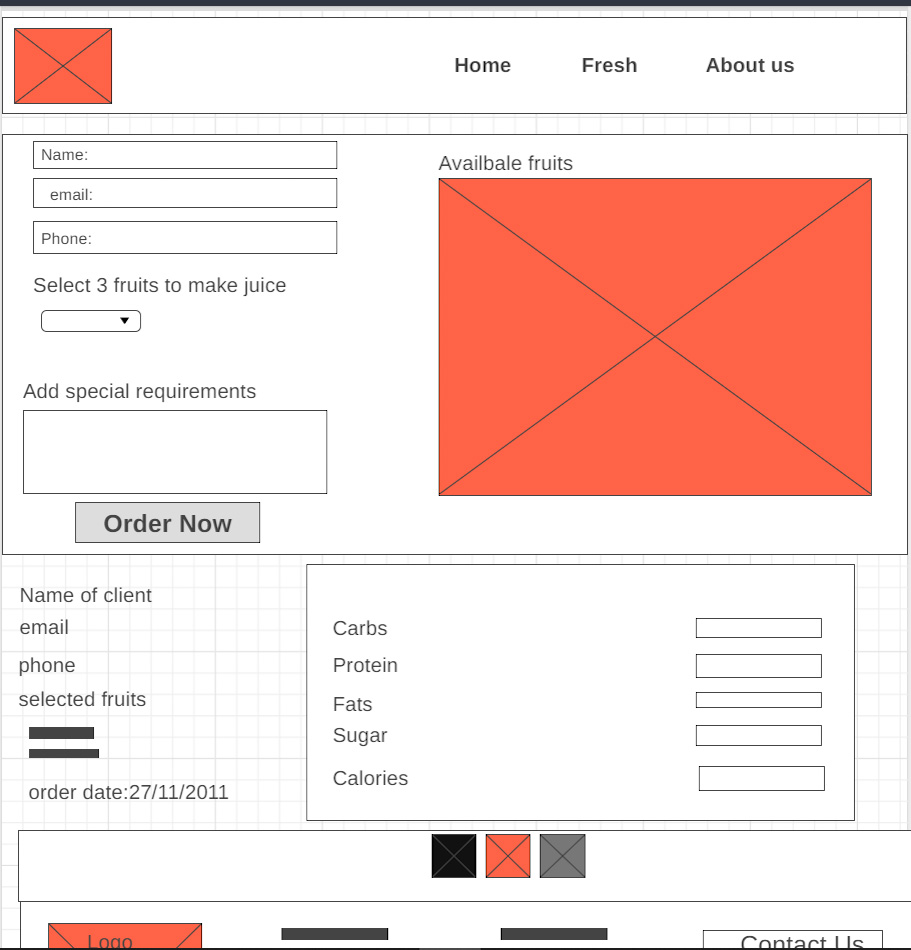 Home Fresh About us
Name:
email:
Phone:
Select 3 fruits to make juice
Add special requirements
Order Now
Availbale fruits
Name of client
email
phone
selected fruits
order date:27/11/2011
Carbs
Protein
Fats
Sugar
Calories
Logo
Contact Us